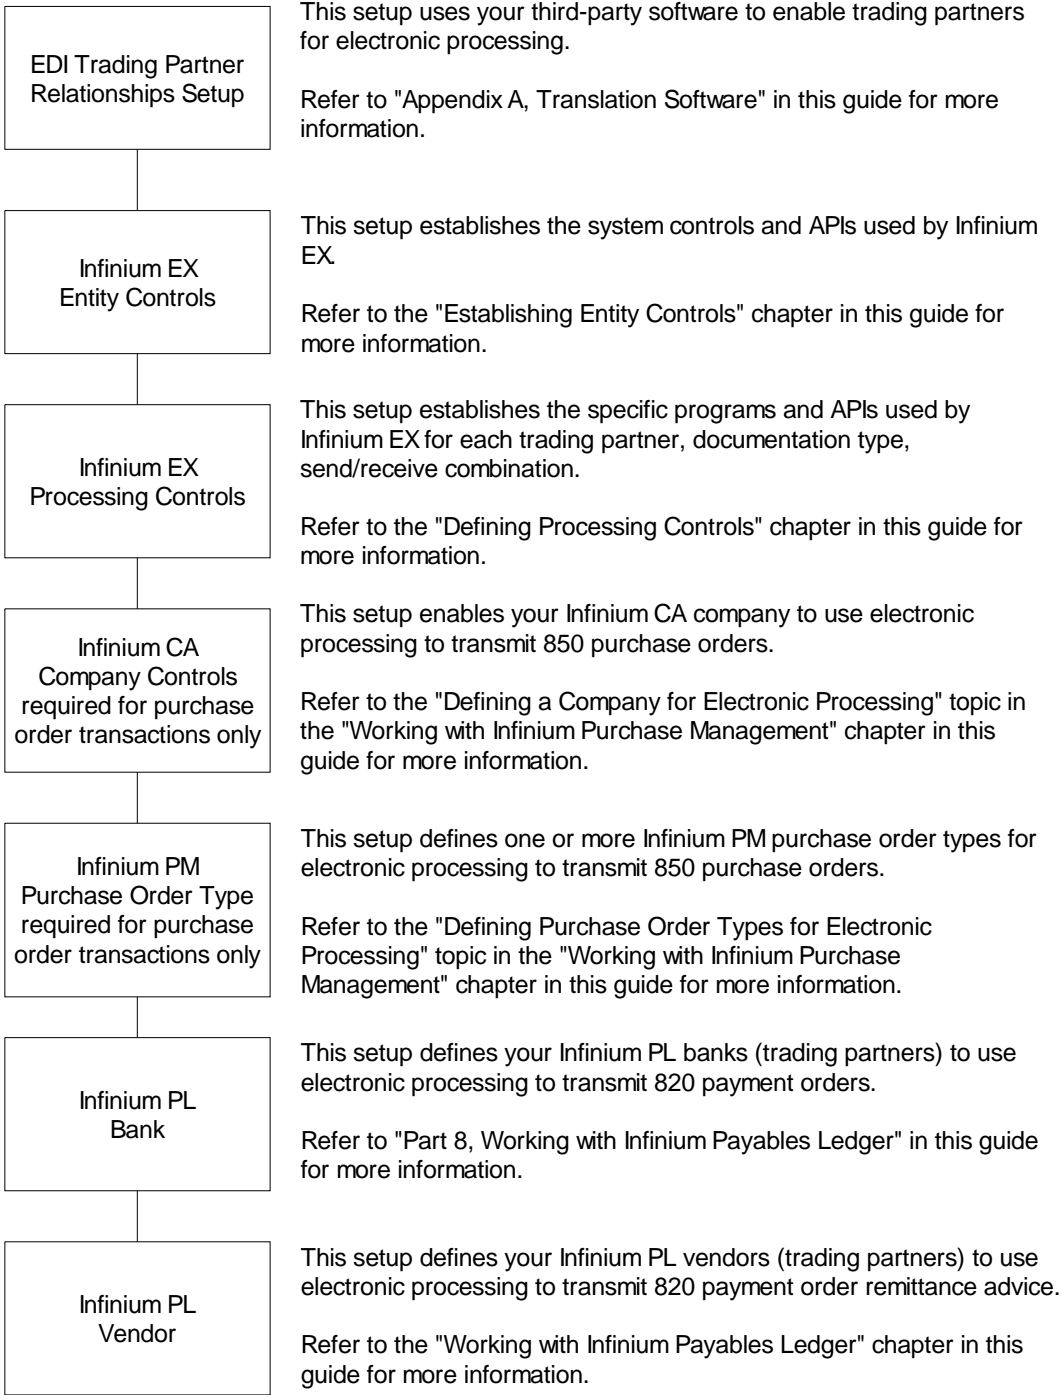 EDI Trading Partner
Relationships Setup
This setup uses your third-party software to enable trading partners
for electronic processing.
Refer to "Appendix A, Translation Software" in this guide for more
information.
Infinium EX
Entity Controls
This setup establishes the system controls and APIs used by Infinium
EX.
Refer to the "Establishing Entity Controls" chapter in this guide for
more information.
Infinium EX
Processing Controls
This setup establishes the specific programs and APIs used by
Infinium EX for each trading partner, documentation type,
send/receive combination.
Refer to the "Defining Processing Controls" chapter in this guide for
more information.
Infinium CA
Company Controls
required for purchase
order transactions only
This setup enables your Infinium CA company to use electronic
processing to transmit 850 purchase orders.
Refer to the "Defining a Company for Electronic Processing" topic in
the "Working with Infinium Purchase Management" chapter in this
guide for more information.
Infinium PM
Purchase Order Type
required for purchase
order transactions only
This setup defines one or more Infinium PM purchase order types for
electronic processing to transmit 850 purchase orders.
Refer to the "Defining Purchase Order Types for Electronic
Processing" topic in the "Working with Infinium Purchase
Management" chapter in this guide for more information.
Infinium PL
Bank
This setup defines your Infinium PL banks (trading partners) to use
electronic processing to transmit 820 payment orders.
Refer to "Part 8, Working with Infinium Payables Ledger" in this guide
for more information.
Infinium PL
Vendor
This setup defines your Infinium PL vendors (trading partners) to use
electronic processing to transmit 820 payment order remittance advice.
Refer to the "Working with Infinium Payables Ledger" chapter in this
guide for more information.